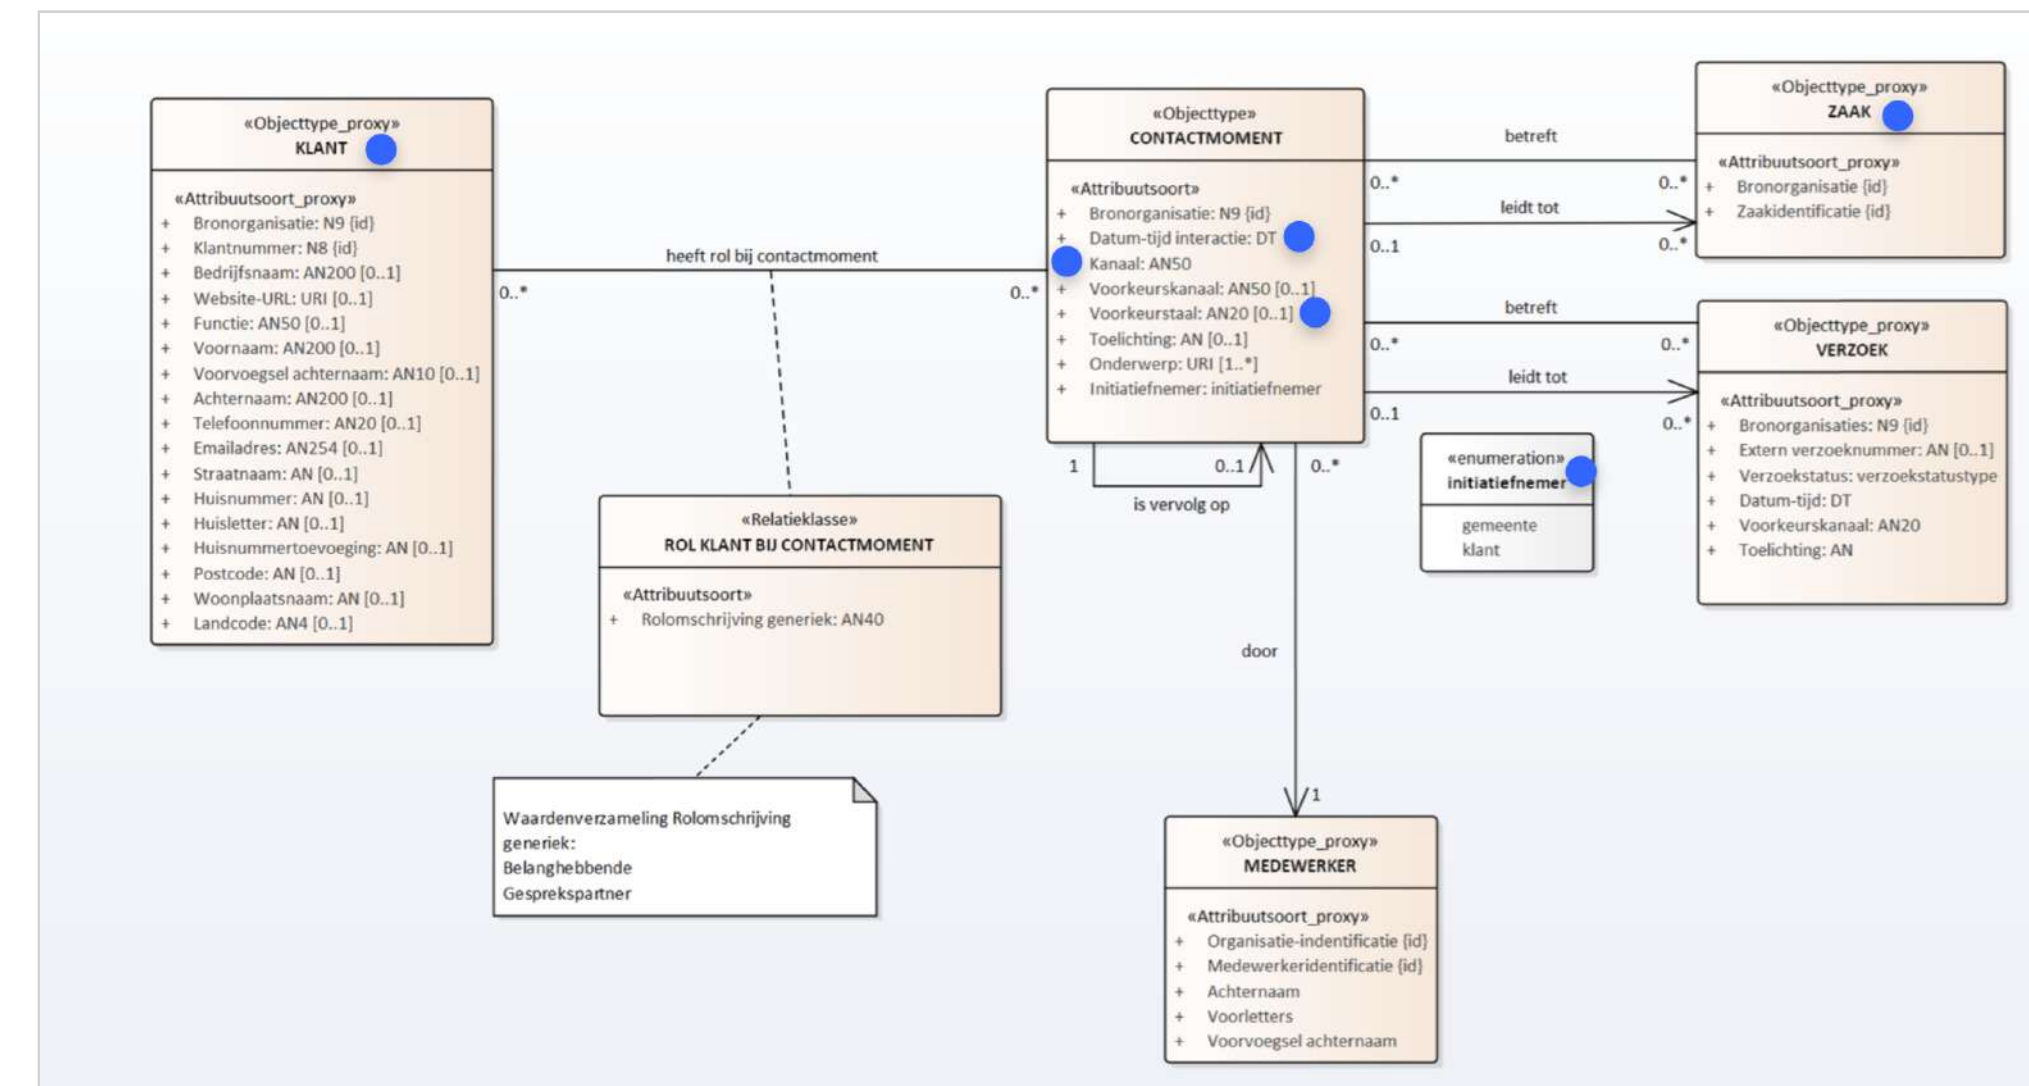 «Objecttype_proxy»
KLANT
«Attribuutsoort_proxy»
+ Bronorganisatie: N9 {id}
+ Klantnummer: N8 {id}
+ Bedrijfsnaam: AN200 [0..1]
+ Website-URL: URI [0..1]
+ Functie: AN50 [0..1]
+ Voornaam: AN200 [0..1]
+ Voorvoegsel achternaam: AN10 [0..1]
+ Achternaam: AN200 [0..1]
+ Telefoonnummer: AN20 [0..1]
+ Emailadres: AN254 [0..1]
+ Straatnaam: AN [0..1]
+ Huisnummer: AN [0..1]
+ Huisletter: AN [0..1]
+ Huisnummertoevoeging: AN [0..1]
+ Postcode: AN [0..1]
+ Woonplaatsnaam: AN [0..1]
+ Landcode: AN4 [0..1]
heeft rol bij contactmoment
0..*
0..*
«Relatieklasse»
ROL KLANT BIJ CONTACTMOMENT
«Attribuutsoort»
+ Rolomschrijving generiek: AN40
Waardenverzameling Rolomschrijving
generiek:
Belanghebbende
Gesprekspartner
«Objecttype»
CONTACTMOMENT
«Attribuutsoort»
+ Bronorganisatie: N9 {id}
+ Datum-tijd interactie: DT
Kanaal: AN50
+ Voorkeurskanaal: AN50 [0..1]
+ Voorkeurstaal: AN20 [0..1]
+ Toelichting: AN [0..1]
+ Onderwerp: URI [1..*]
+ Initiatiefnemer: initiatiefnemer
1
0..1
is vervolg op
0..*
door
1
«Objecttype_proxy»
MEDEWERKER
«Attribuutsoort_proxy»
+ Organisatie-indentificatie {id}
+ Medewerkeridentificatie {id}
+ Achternaam
+ Voorletters
+ Voorvoegsel achternaam
betreft
0..*
0..*
leidt tot
0..1
0..*
betreft
0..*
0..*
leidt tot
0..1
0..*
«enumeration»
initiatiefnemer
gemeente
klant
«Objecttype_proxy»
ZAAK
«Attribuutsoort_proxy»
+ Bronorganisatie {id}
+ Zaakidentificatie {id}
«Objecttype_proxy»
VERZOEK
«Attribuutsoort_proxy»
+ Bronorganisaties: N9 {id}
+ Extern verzoeknummer: AN [0..1]
+ Verzoekstatus: verzoekstatustype
+ Datum-tijd: DT
+ Voorkeurskanaal: AN20
+ Toelichting: AN